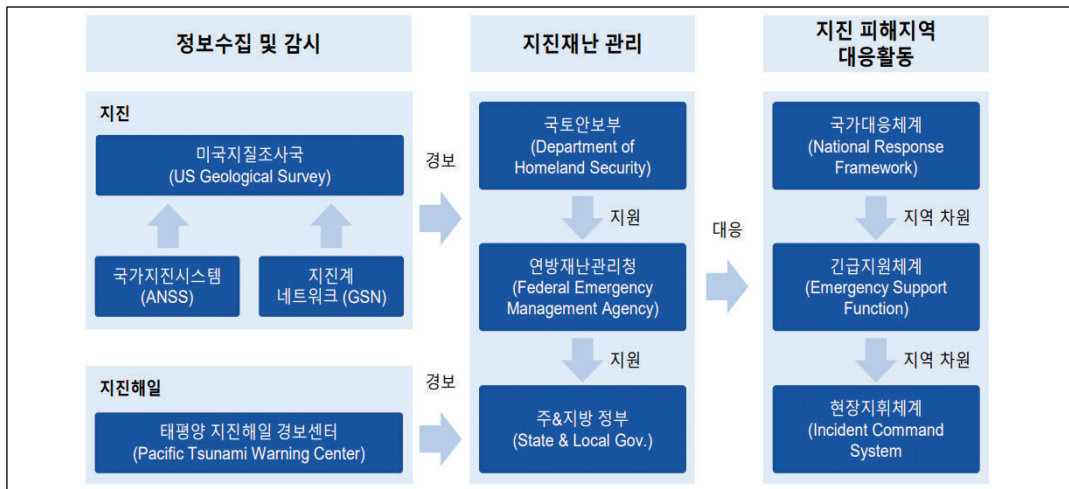 정보수집 및 감시
지진
미국지질조사국
(US Geological Survey)
국가지진시스템
(ANSS)
지진계
네트워크 (GSN)
지진해일
태평양 지진해일 경보센터
(Pacific Tsunami Warning Center)
경보
경보
지진재난 관리
국토안보부
(Department of
Homeland Security)
지원
연방재난관리청
(Federal Emergency
Management Agency)
지원
주&지방 정부
(State & Local Gov.)
대응
지진 피해지역
대응활동
국가대응체계
(National Response
Framework)
지역 차원
긴급지원체계
(Emergency Support
Function)
지역 차원
현장지휘체계
(Incident Command
System